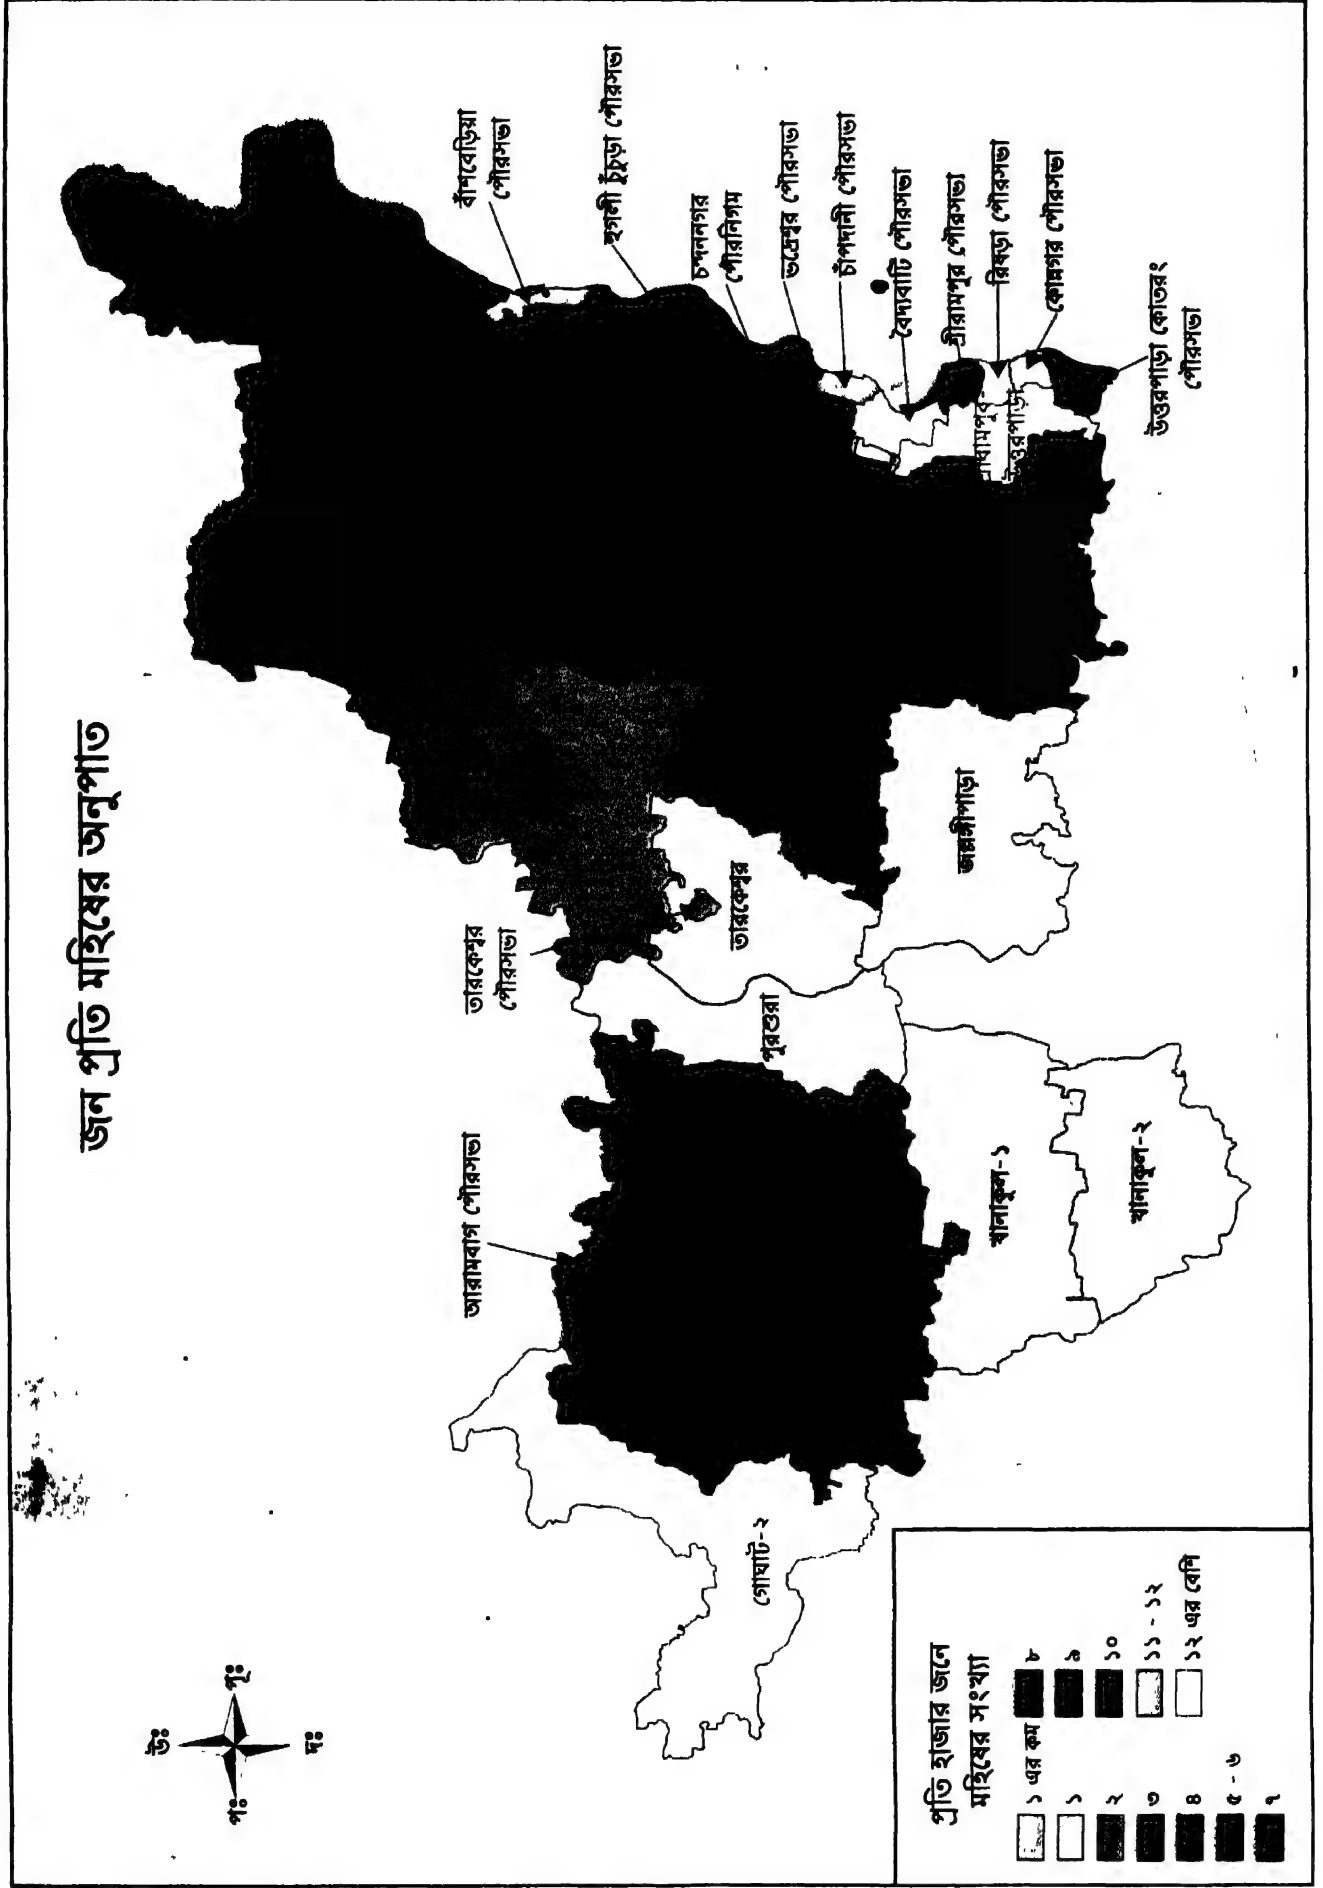 জন প্রতি মহিষের অনুপাত
উঃ
পঃ
পূঃ
দঃ
বাঁশবেড়িয়া
পৌরসভা
হুগলী চুঁচুড়া পৌরসভা
চন্দননগর
পৌরনিগম
ভদ্রেশ্বর পৌরসভা
চাঁপদানী পৌরসভা
বৈদ্যবাটি পৌরসভা
শ্রীরামপুর পৌরসভা
রিষড়া পৌরসভা
কোন্নগর পৌরসভা
উত্তরপাড়া কোতরং
পৌরসভা
উত্তরপাড়া
তারকেশ্বর
পৌরসভা
আরামবাগ পৌরসভা
তারকেশ্বর
জঙ্গীপাড়া
পুরশুরা
খানাকুল-১
খানাকুল-২
গোঘাট-২
প্রতি হাজার জনে
মহিষের সংখ্যা
১ এর কম
১
২
৩
৪
৫ - ৬
৭
৮
৯
১০
১১ - ১২
১২ এর বেশি